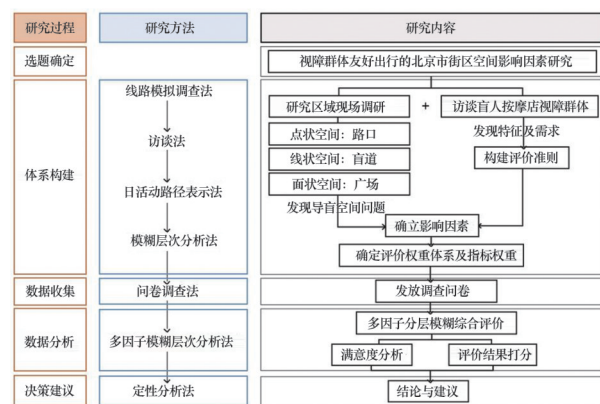 研究过程
研究方法
研究内容
选题确定
视障群体友好出行的北京市街区空间影响因素研究
体系构建
线路模拟调查法
访谈法
日活动路径表示法
模糊层次分析法
研究区域现场调研
+
访谈盲人按摩店视障群体
点状空间：路口
线状空间：盲道
面状空间：广场
发现导盲空间问题
发现特征及需求
构建评价准则
确立影响因素
确定评价权重体系及指标权重
数据收集
问卷调查法
发放调查问卷
数据分析
多因子模糊层次分析法
多因子分层模糊综合评价
满意度分析
评价结果打分
决策建议
定性分析法
结论与建议